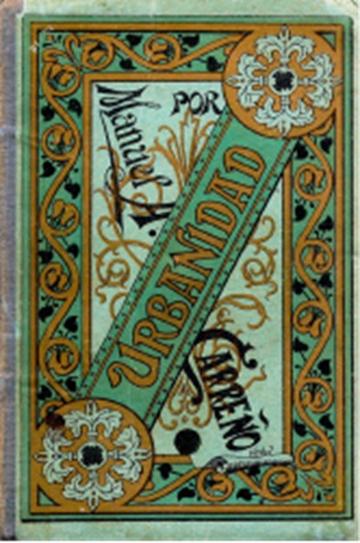 POR
Manuel A.
URBANIDAD
CARREÑO